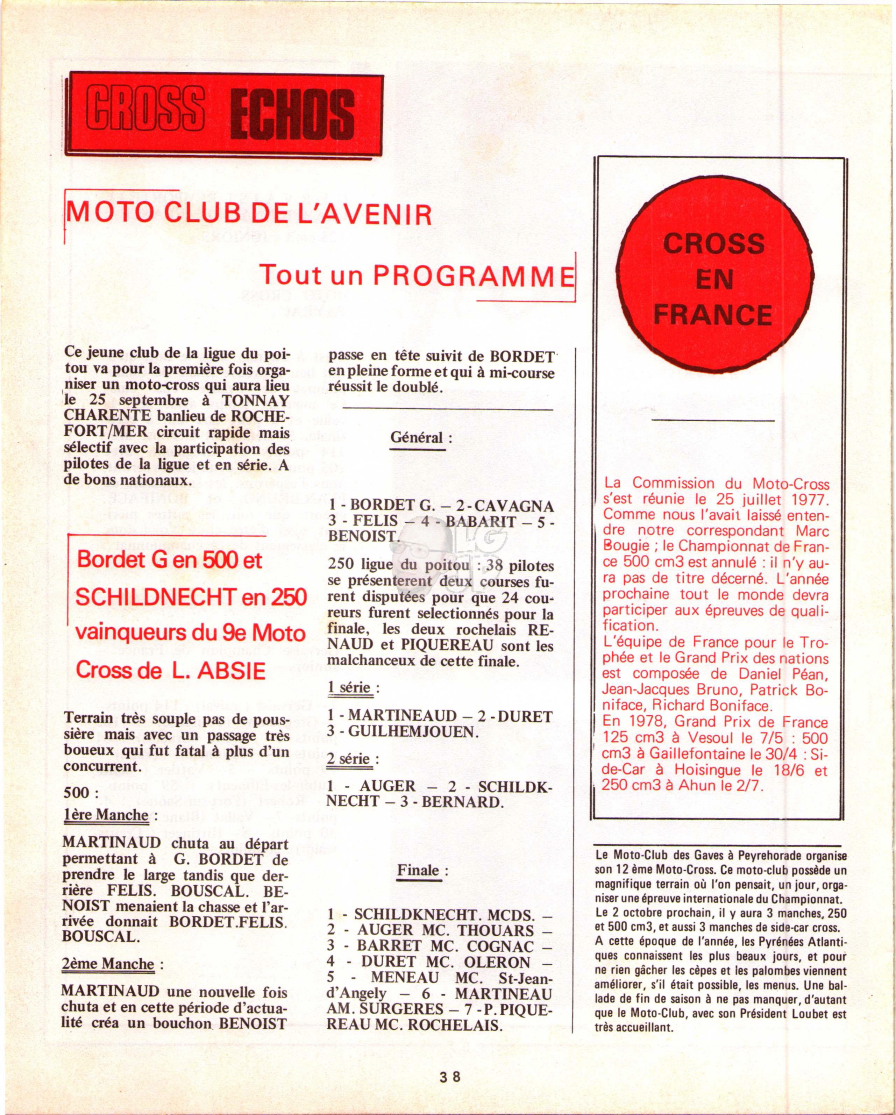 CROSS ECHOS
MOTO CLUB DE L'AVENIR
Tout un PROGRAMME
Ce jeune club de la ligue du poi-
tou va pour la première fois orga-
niser un moto-cross qui aura lieu
le 25 septembre à TONNAY
CHARENTE banlieu de ROCHE-
FORT/MER circuit rapide mais
sélectif avec la participation des
pilotes de la ligue et en série. A
de bons nationaux.
Bordet G en 500 et
SCHILDNECHT en 250
vainqueurs du 9e Moto
Cross de L. ABSIE
Terrain très souple pas de pous-
sière mais avec un passage très
boueux qui fut fatal à plus d'un
concurrent.
500 :
1ère Manche :
MARTINAUD chuta au départ
permettant à G. BORDET de
prendre le large tandis que der-
rière FELIS. BOUSCAL. BE-
NOIST menaient la chasse et l'ar-
rivée donnait BORDET.FELIS.
BOUSCAL.
2ème Manche :
MARTINAUD une nouvelle fois
chuta et en cette période d'actua-
lité créa un bouchon BENOIST
passe en tête suivit de BORDET
en pleine forme et qui à mi-course
réussit le doublé.
Général :
1 - BORDET G. – 2 - CAVAGNA
3 - FELIS – 4 - BABARIT – 5 -
BENOIST.
250 ligue du poitou : 38 pilotes
se présenterent deux courses fu-
rent disputées pour que 24 cou-
reurs furent selectionnés pour la
finale, les deux rochelais RE-
NAUD et PIQUEREAU sont les
malchanceux de cette finale.
1 série :
1 - MARTINEAUD – 2 - DURET
3 - GUILHEMJOUEN.
2 série :
1 - AUGER – 2 - SCHILDK-
NECHT – 3 - BERNARD.
Finale :
1 - SCHILDKNECHT. MCDS. –
2 - AUGER MC. THOUARS –
3 - BARRET MC. COGNAC –
4 - DURET MC. OLERON –
5 - MENEAU MC. St-Jean-
d'Angely – 6 - MARTINEAU
AM. SURGERES – 7 - P. PIQUE-
REAU MC. ROCHELAIS.
CROSS
EN
FRANCE
La Commission du Moto-Cross
s'est réunie le 25 juillet 1977.
Comme nous l'avait laissé enten-
dre notre correspondant Marc
Bougie ; le Championnat de Fran-
ce 500 cm3 est annulé : il n'y au-
ra pas de titre décerné. L'année
prochaine tout le monde devra
participer aux épreuves de quali-
fication.
L'équipe de France pour le Tro-
phée et le Grand Prix des nations
est composée de Daniel Péan,
Jean-Jacques Bruno, Patrick Bo-
niface, Richard Boniface.
En 1978, Grand Prix de France
125 cm3 à Vesoul le 7/5 : 500
cm3 à Gaillefontaine le 30/4 : Si-
de-Car à Hoisingue le 18/6 et
250 cm3 à Ahun le 2/7.
Le Moto-Club des Gaves à Peyrehorade organise
son 12 ème Moto-Cross. Ce moto-club possède un
magnifique terrain où l'on pensait, un jour, orga-
niser une épreuve internationale du Championnat.
Le 2 octobre prochain, il y aura 3 manches, 250
et 500 cm3, et aussi 3 manches de side-car cross.
A cette époque de l'année, les Pyrénées Atlanti-
ques connaissent les plus beaux jours, et pour
ne rien gâcher les cèpes et les palombes viennent
améliorer, s'il était possible, les menus. Une bal-
lade de fin de saison à ne pas manquer, d'autant
que le Moto-Club, avec son Président Loubet est
très accueillant.
38